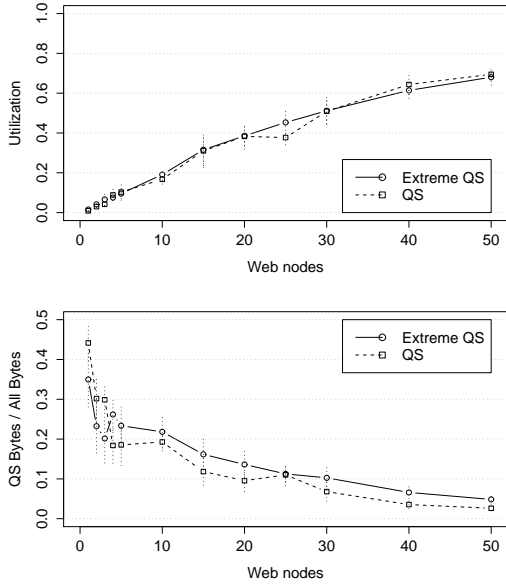 1.0
0.8
0.6
0.4
0.2
0.0
Utilization
Extreme QS
QS
0 10 20 30 40 50
Web nodes
0.5
0.4
0.3
0.2
0.1
0.0
QS Bytes / All Bytes
Extreme QS
QS
0 10 20 30 40 50
Web nodes